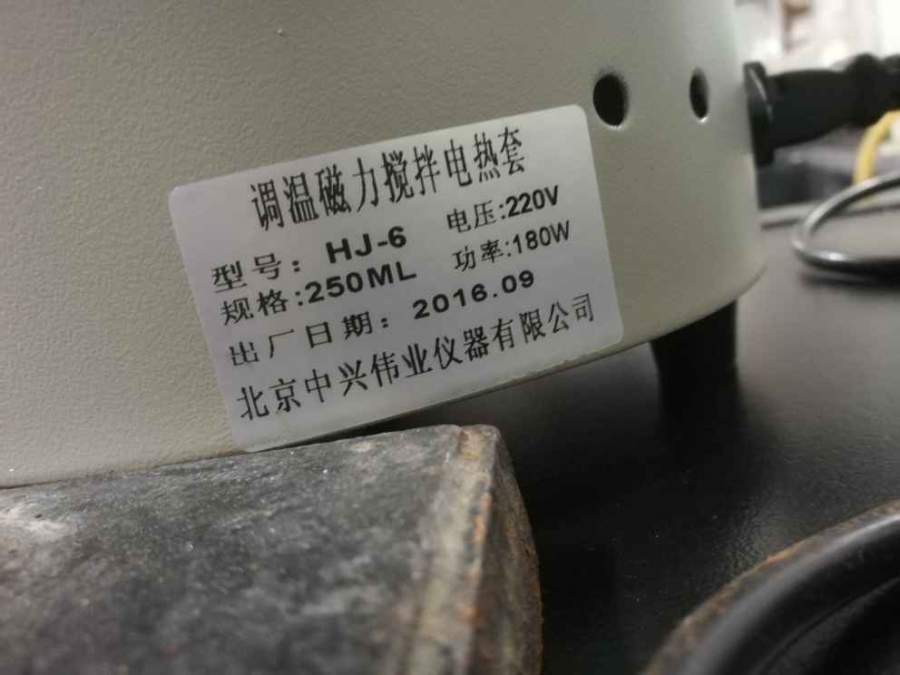 调温磁力搅拌电热套
型号: HJ-6 电压:220V
规格:250ML 功率:180W
出厂日期: 2016.09
北京中兴伟业仪器有限公司